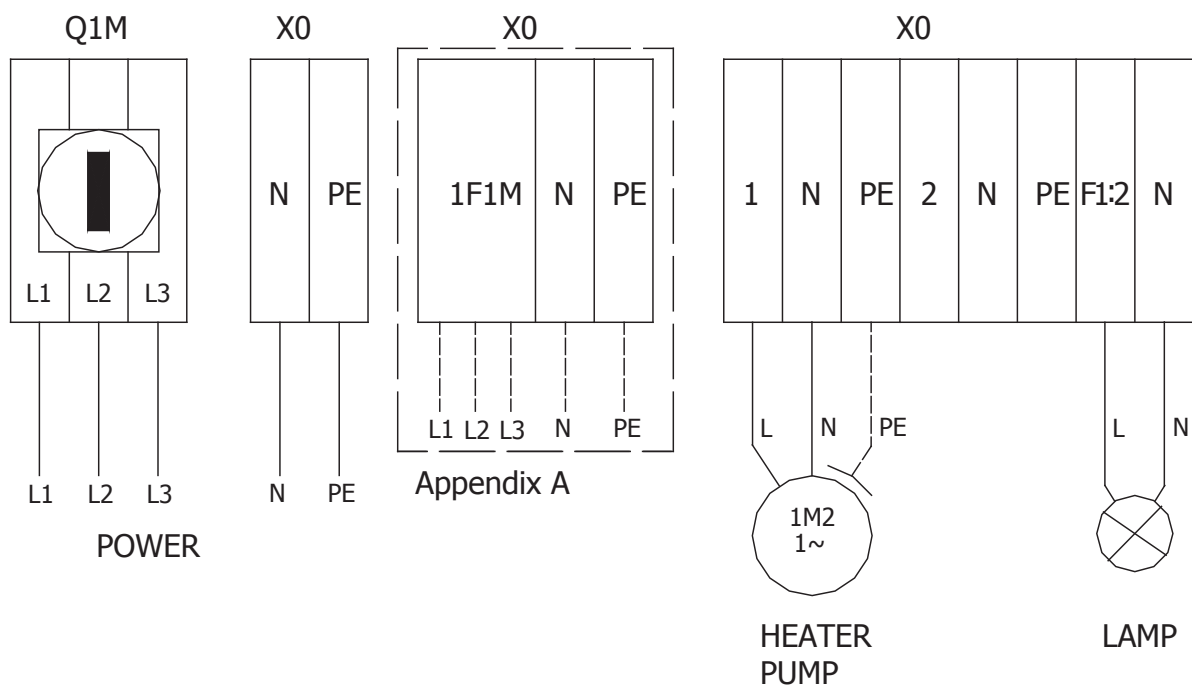 Q1M X0 X0 X0
N PE 1F1M N PE 1 N PE 2 N PE F1:2 N
L1 L2 L3
L1 L2 L3 N PE L N PE L N
Appendix A
L1 L2 L3 N PE
1M2
1~
POWER
HEATER
PUMP
LAMP